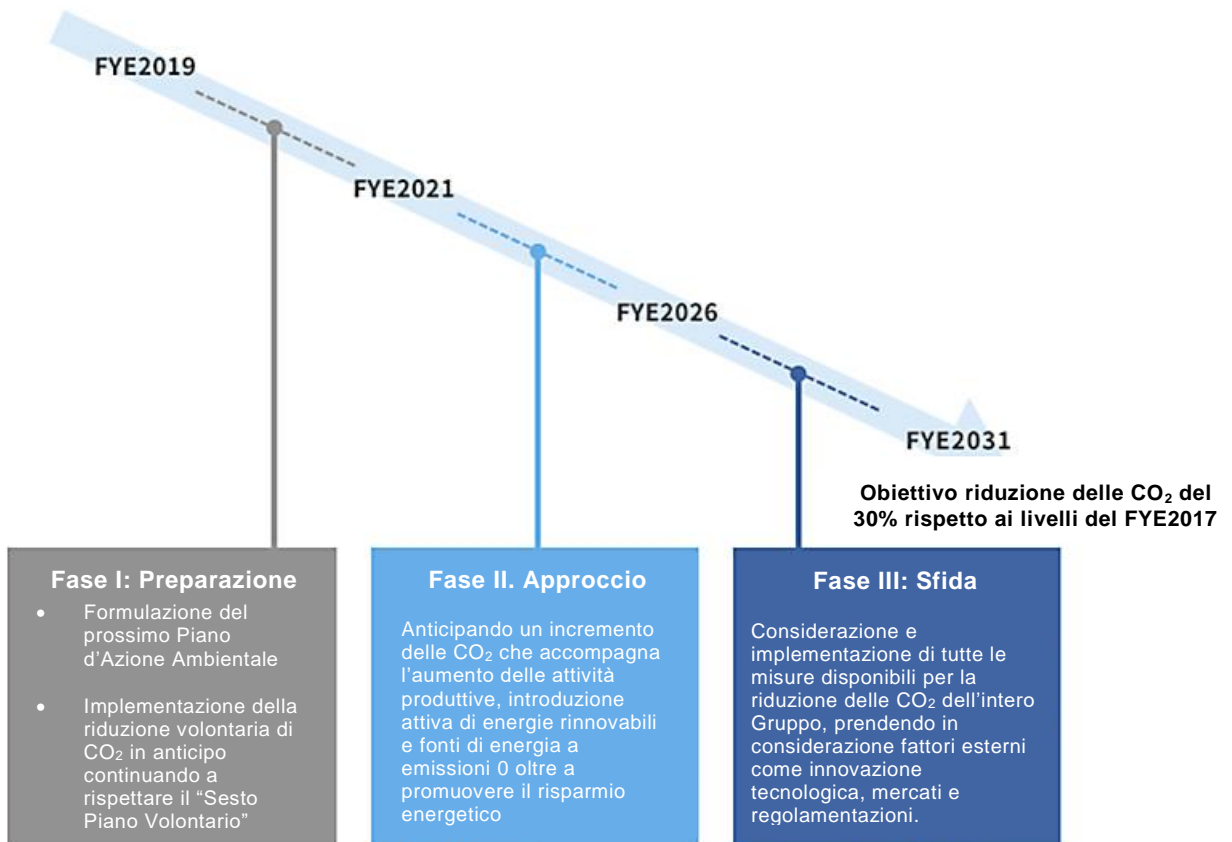 FYE2019
FYE2021
FYE2026
FYE2031
Obiettivo riduzione delle CO₂ del
30% rispetto ai livelli del FYE2017
Fase I: Preparazione
• Formulazione del
prossimo Piano
d’Azione Ambientale
• Implementazione della
riduzione volontaria di
CO₂ in anticipo
continuando a
rispettare il “Sesto
Piano Volontario”
Fase II. Approccio
Anticipando un incremento
delle CO₂ che accompagna
l’aumento delle attività
produttive, introduzione
attiva di energie rinnovabili
e fonti di energia a
emissioni 0 oltre a
promuovere il risparmio
energetico
Fase III: Sfida
Considerazione e
implementazione di tutte le
misure disponibili per la
riduzione delle CO₂ dell’intero
Gruppo, prendendo in
considerazione fattori esterni
come innovazione
tecnologica, mercati e
regolamentazioni.